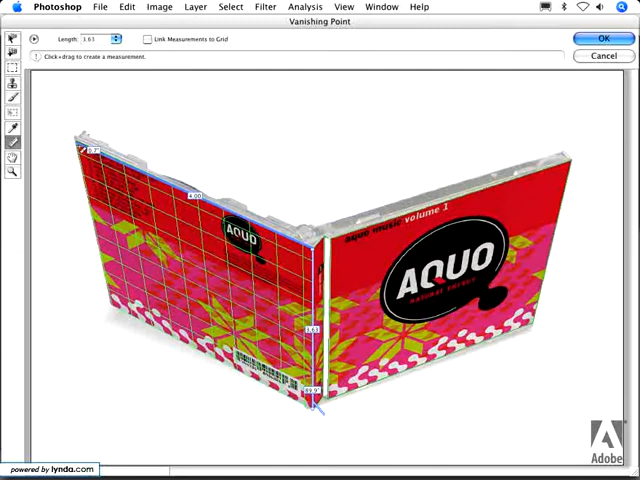 Photoshop File Edit Image Layer Select Filter Analysis View Window Help
Vanishing Point
Length: 3.63 Link Measurements to Grid OK
Click+drag to create a measurement. Cancel
4.00
aquo music volume 1
AQUO
AQUO
NATURAL ENERGY
3.63
Adobe
powered by lynda.com